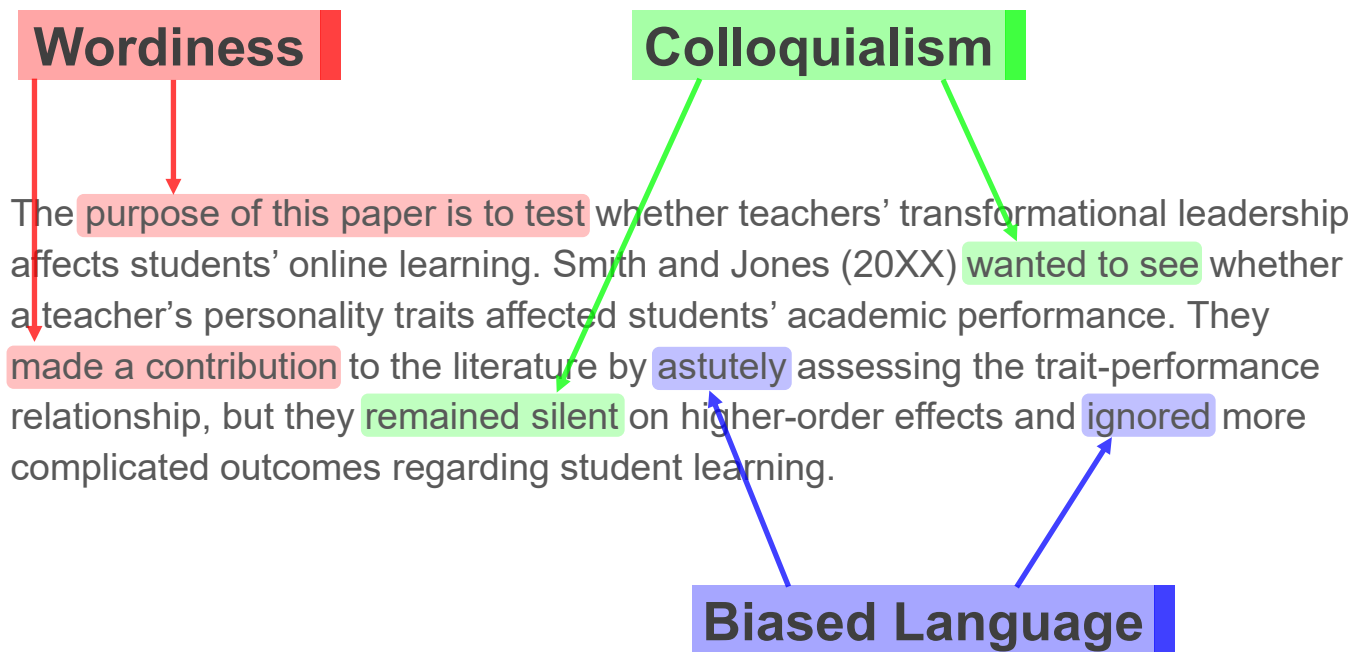 Wordiness
Colloquialism
The purpose of this paper is to test whether teachers’ transformational leadership
affects students’ online learning. Smith and Jones (20XX) wanted to see whether
a teacher’s personality traits affected students’ academic performance. They
made a contribution to the literature by astutely assessing the trait-performance
relationship, but they remained silent on higher-order effects and ignored more
complicated outcomes regarding student learning.
Biased Language